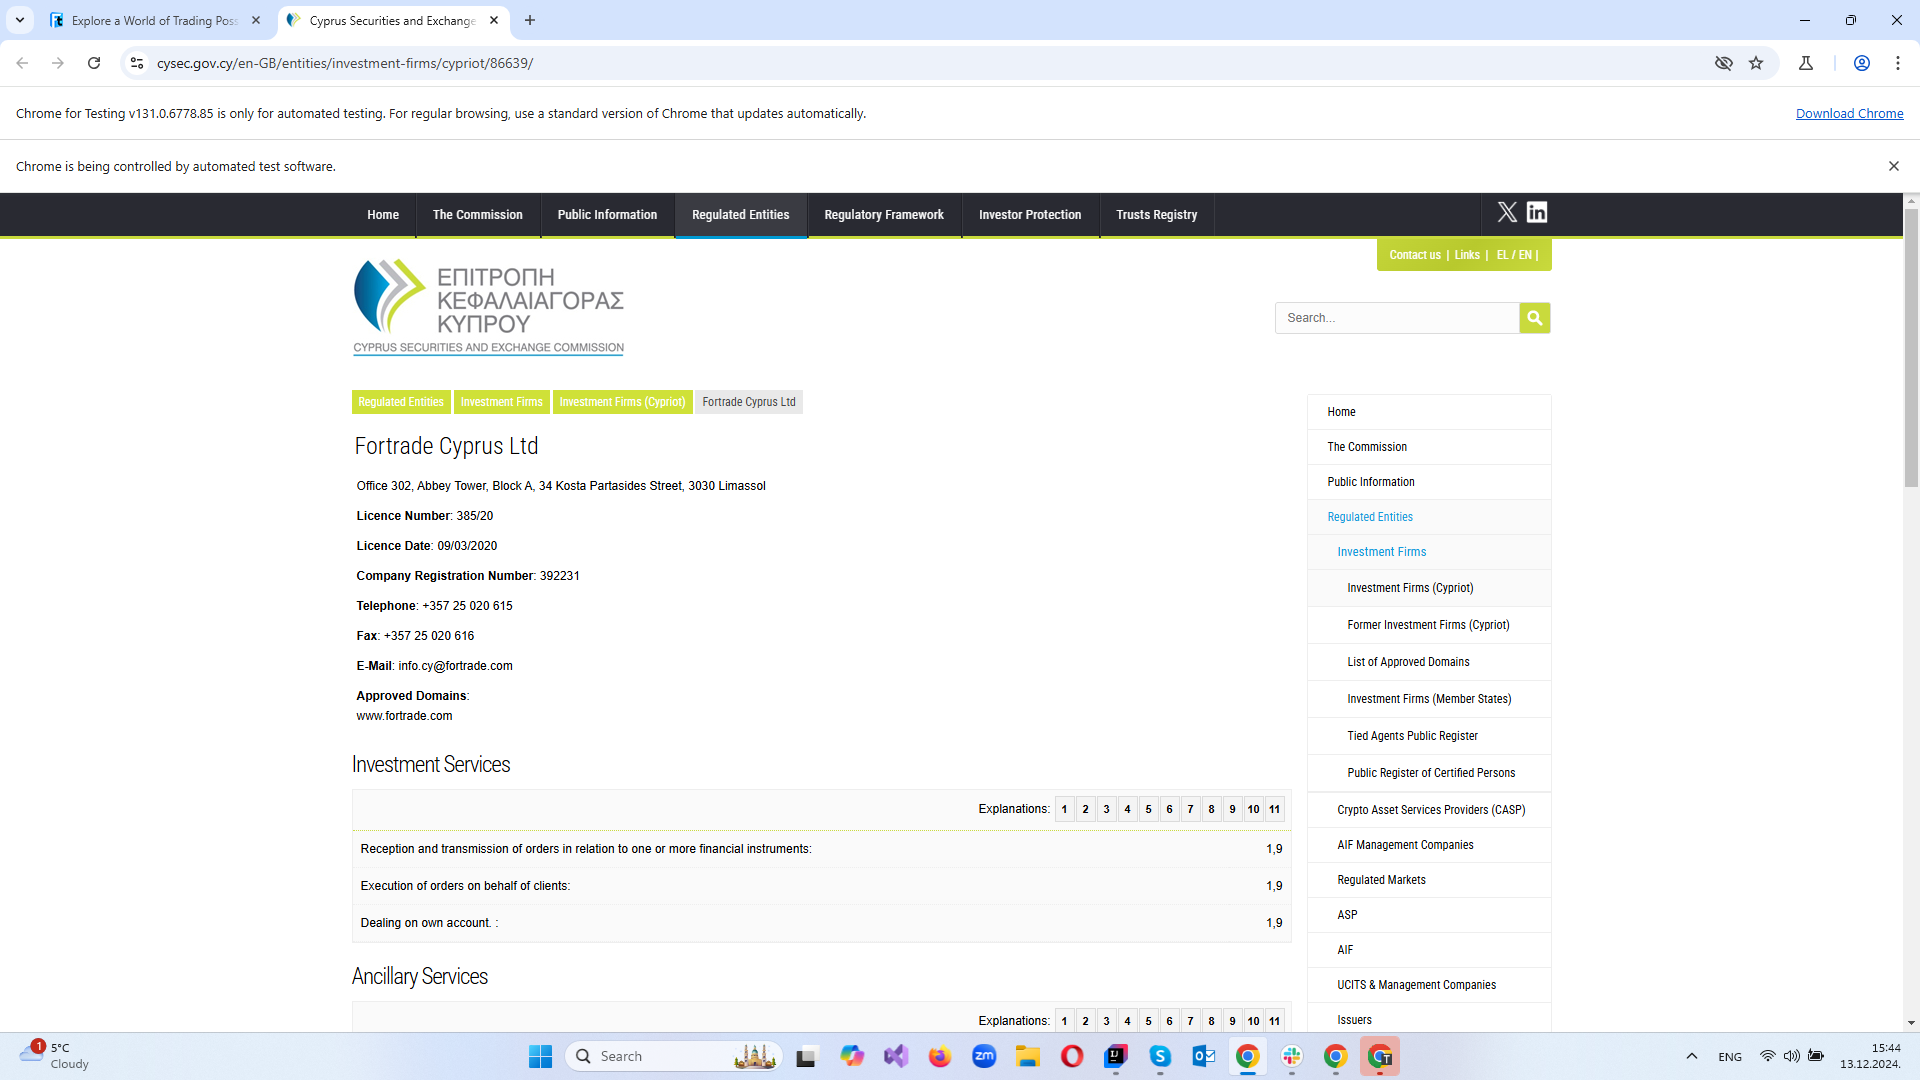 Explore a World of Trading Poss
Cyprus Securities and Exchange
cysec.gov.cy/en-GB/entities/investment-firms/cypriot/86639/
Chrome for Testing v131.0.6778.85 is only for automated testing. For regular browsing, use a standard version of Chrome that updates automatically.
Download Chrome
Chrome is being controlled by automated test software.
Home
The Commission
Public Information
Regulated Entities
Regulatory Framework
Investor Protection
Trusts Registry
Contact us | Links | EL / EN |
ΕΠΙΤΡΟΠΗ
ΚΕΦΑΛΑΙΑΓΟΡΑΣ
ΚΥΠΡΟΥ
CYPRUS SECURITIES AND EXCHANGE COMMISSION
Search...
Regulated Entities
Investment Firms
Investment Firms (Cypriot)
Fortrade Cyprus Ltd
Fortrade Cyprus Ltd
Office 302, Abbey Tower, Block A, 34 Kosta Partasides Street, 3030 Limassol
Licence Number: 385/20
Licence Date: 09/03/2020
Company Registration Number: 392231
Telephone: +357 25 020 615
Fax: +357 25 020 616
E-Mail: info.cy@fortrade.com
Approved Domains:
www.fortrade.com
Investment Services
Explanations: 1 2 3 4 5 6 7 8 9 10 11
Reception and transmission of orders in relation to one or more financial instruments: 1,9
Execution of orders on behalf of clients: 1,9
Dealing on own account. : 1,9
Ancillary Services
Explanations: 1 2 3 4 5 6 7 8 9 10 11
Home
The Commission
Public Information
Regulated Entities
Investment Firms
Investment Firms (Cypriot)
Former Investment Firms (Cypriot)
List of Approved Domains
Investment Firms (Member States)
Tied Agents Public Register
Public Register of Certified Persons
Crypto Asset Services Providers (CASP)
AIF Management Companies
Regulated Markets
ASP
AIF
UCITS & Management Companies
Issuers
1
5°C
Cloudy
Search
zm
ENG
15:44
13.12.2024.